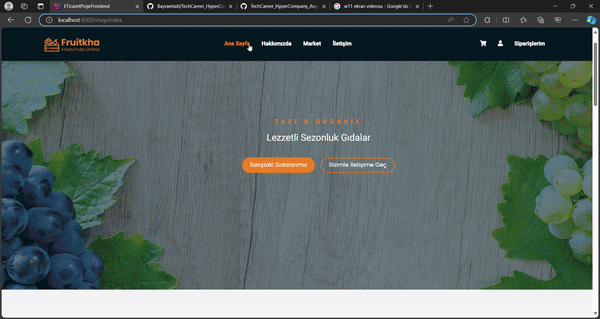 ETicaretProjeFrontend
Bayramtatl/TechCareer_HyperCo
TechCareer_HyperCompany_Ang
w11 ekran videosu - Google'da
localhost:4200/shop/index
Fruitkha
Fresh Fruits Online
Ana Sayfa
Hakkımızda
Market
İletişim
Siparişlerim
TAZE & ORGANIK
Lezzetli Sezonluk Gıdalar
Satıştaki Gıdalarımız
Bizimle İletişime Geç